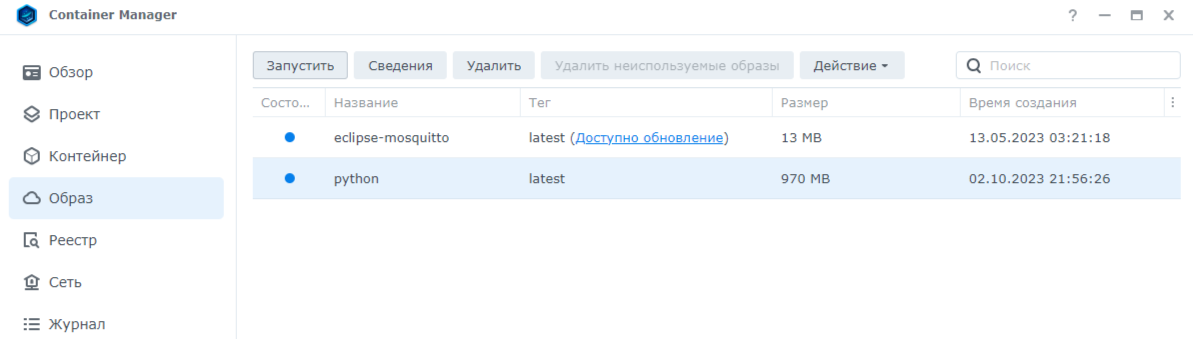 Container Manager
Обзор
Проект
Контейнер
Образ
Реестр
Сеть
Журнал
Запустить Сведения Удалить Удалить неиспользуемые образы Действие Поиск
Состо... Название Тег Размер Время создания
eclipse-mosquitto latest (Доступно обновление) 13 MB 13.05.2023 03:21:18
python latest 970 MB 02.10.2023 21:56:26